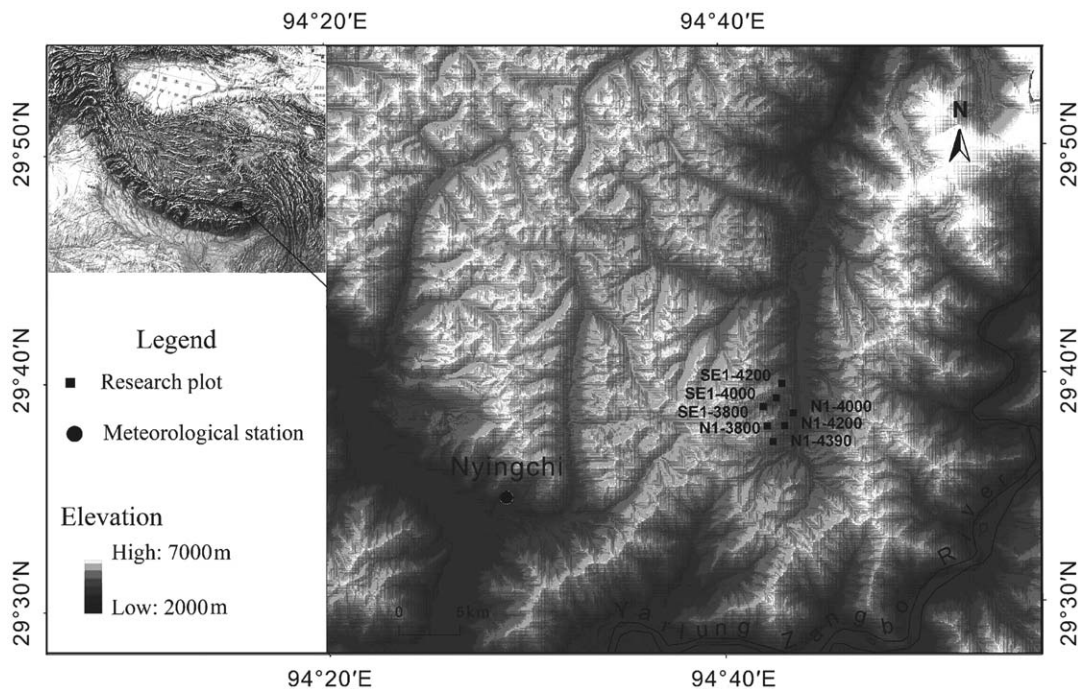 94°20′E
94°40′E
29°50′N
29°50′N
N
Legend
Research plot
Meteorological station
29°40′N
29°40′N
SE1-4200
SE1-4000
SE1-3800
N1-4000
N1-3800
N1-4200
N1-4390
Nyingchi
Elevation
High: 7000m
Low: 2000m
29°30′N
29°30′N
0 5km
Yarlung Zangbo River
94°20′E
94°40′E